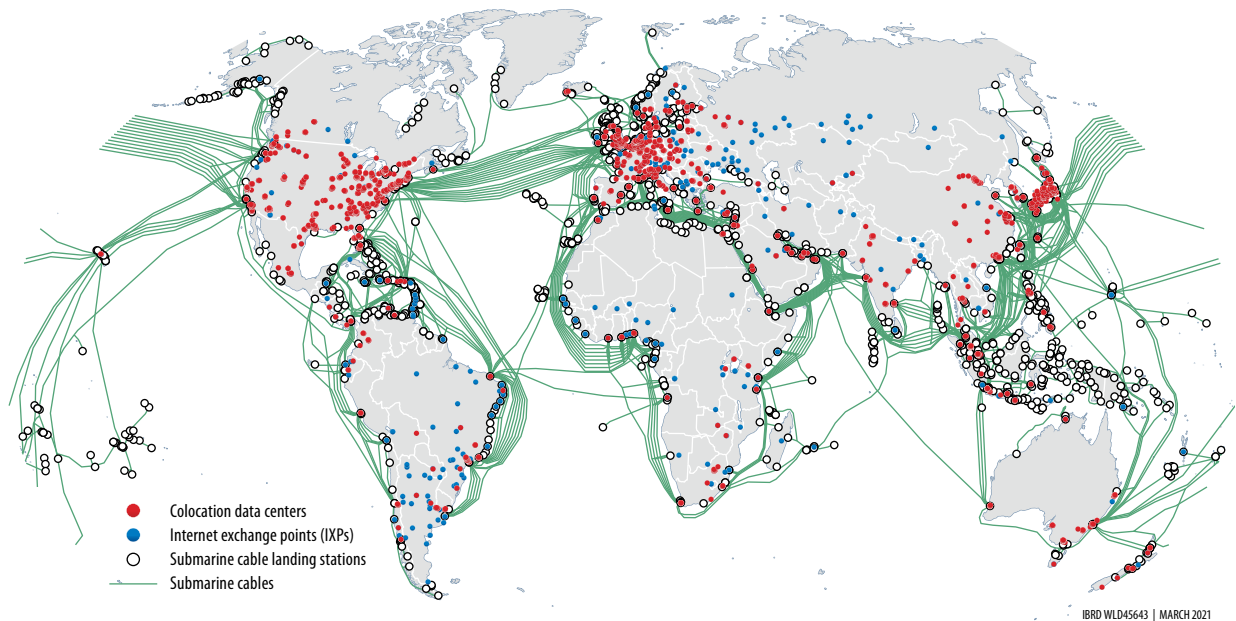 Colocation data centers
Internet exchange points (IXPs)
Submarine cable landing stations
Submarine cables
IBRD WLD45643 | MARCH 2021